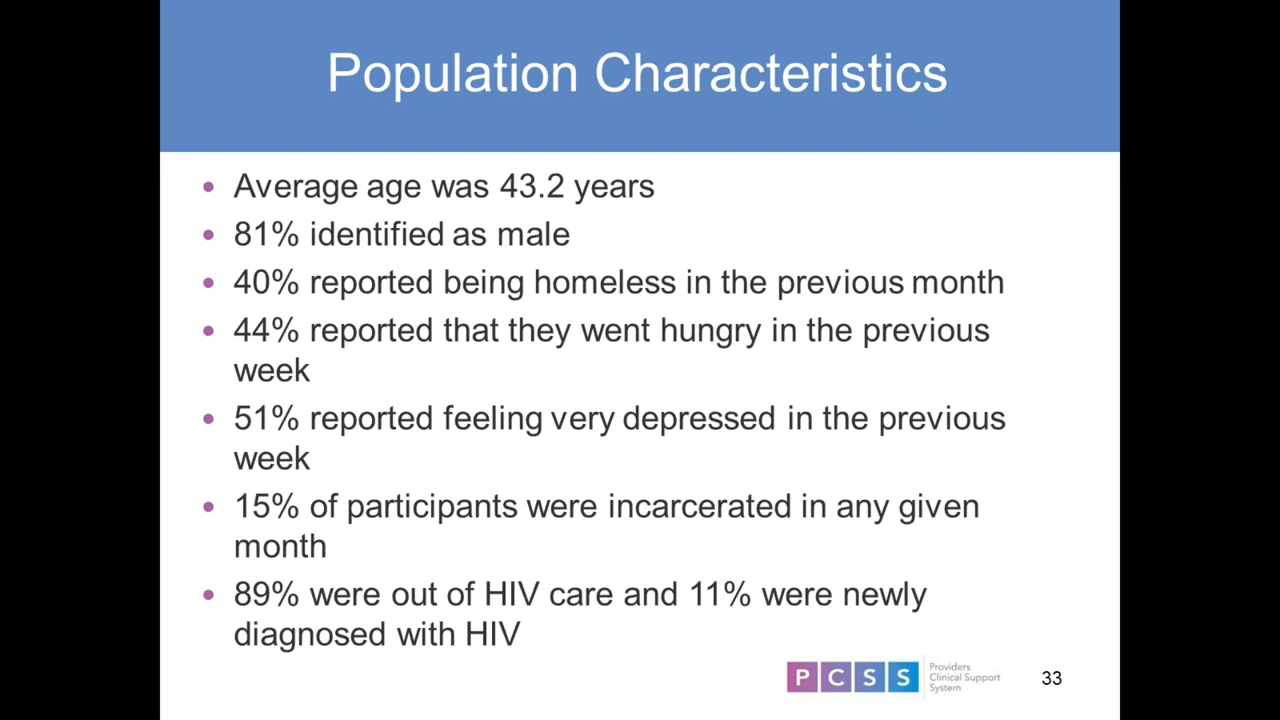 Population Characteristics
• Average age was 43.2 years
• 81% identified as male
• 40% reported being homeless in the previous month
• 44% reported that they went hungry in the previous
week
• 51% reported feeling very depressed in the previous
week
• 15% of participants were incarcerated in any given
month
• 89% were out of HIV care and 11% were newly
diagnosed with HIV
PCSS
Providers
Clinical Support
System
33